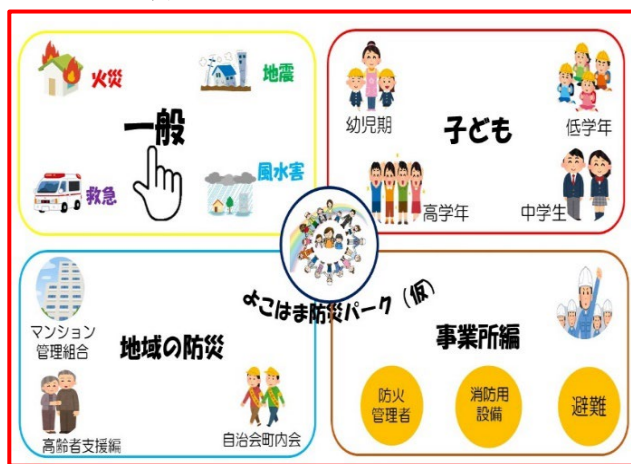 火災
地震
一般
救急
風水害
幼児期
子ども
低学年
高学年
中学生
よこはま防災パーク（仮）
マンション
管理組合
地域の防災
高齢者支援編
自治会町内会
事業所編
防火
管理者
消防用
設備
避難